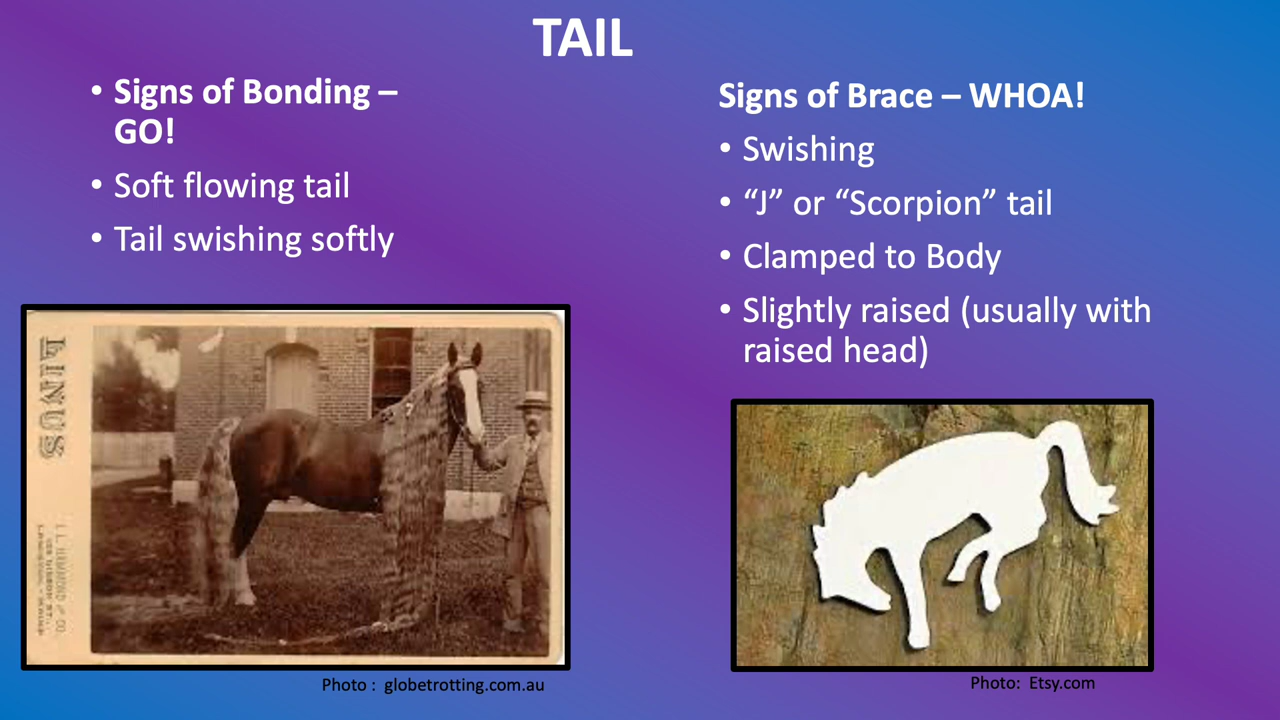 TAIL
• Signs of Bonding –
GO!
• Soft flowing tail
• Tail swishing softly
Signs of Brace – WHOA!
• Swishing
• “J” or “Scorpion” tail
• Clamped to Body
• Slightly raised (usually with
raised head)
LINUS
Photo : globetrotting.com.au
Photo: Etsy.com